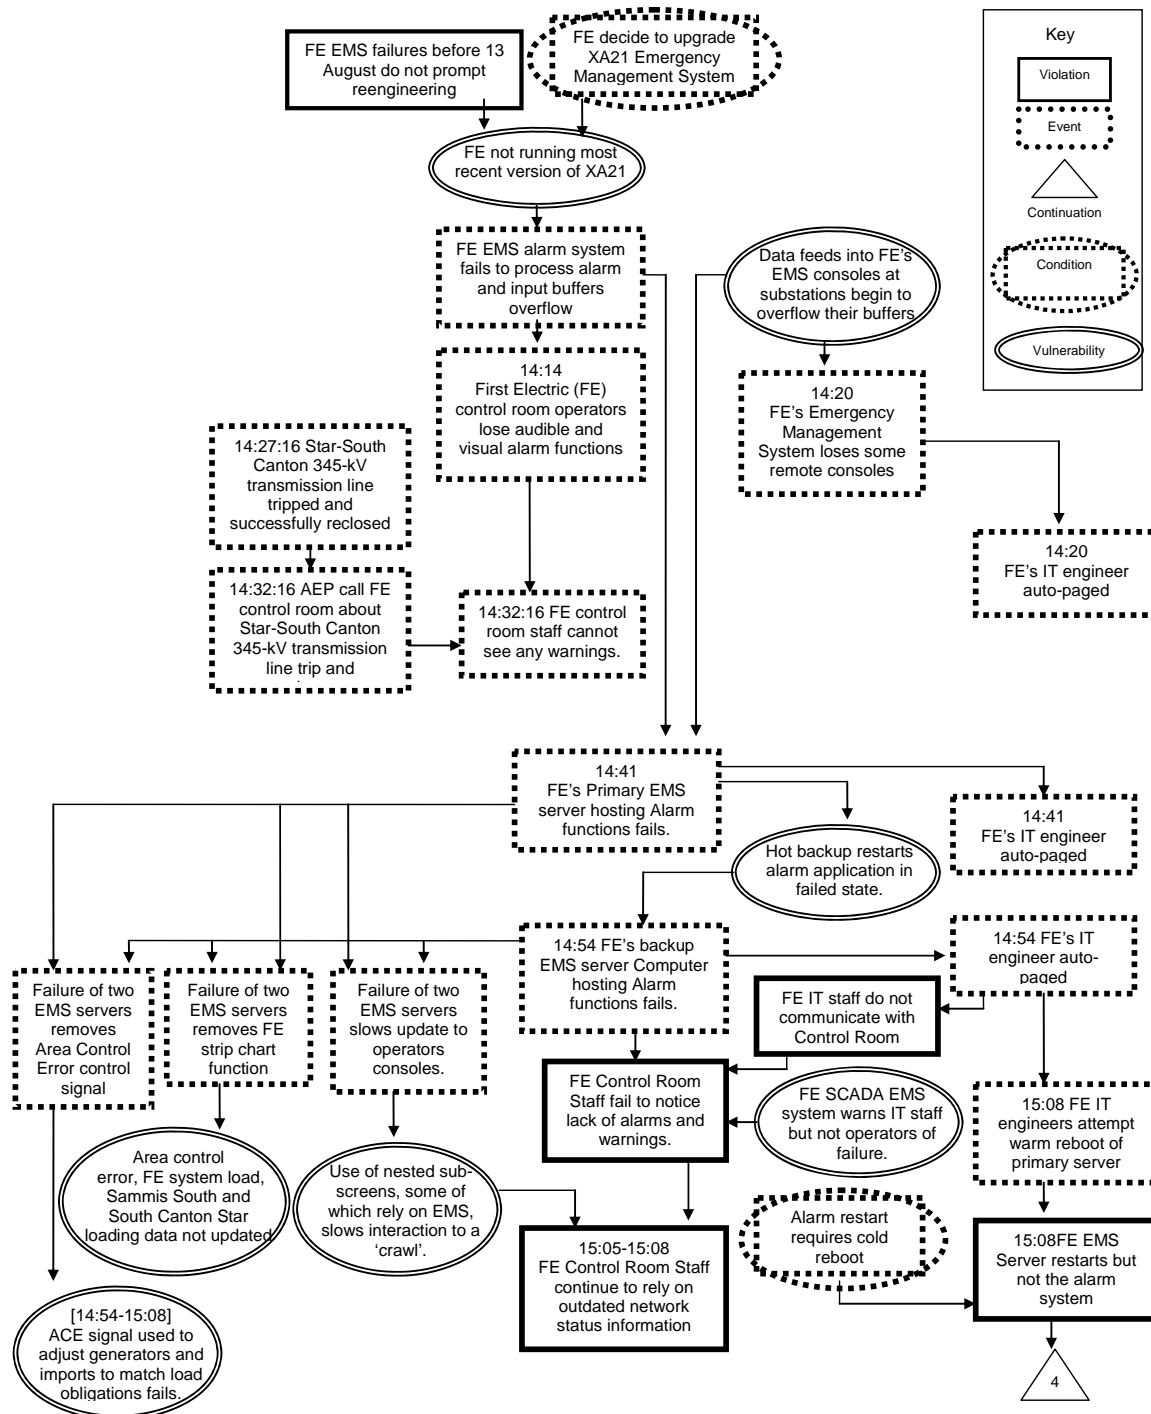 FE EMS failures before 13
August do not prompt
reengineering
FE decide to upgrade
XA21 Emergency
Management System
Key
Violation
Event
Continuation
Condition
Vulnerability
FE not running most
recent version of XA21
FE EMS alarm system
fails to process alarm
and input buffers
overflow
Data feeds into FE's
EMS consoles at
substations begin to
overflow their buffers
14:14
First Electric (FE)
control room operators
lose audible and
visual alarm functions
14:20
FE's Emergency
Management
System loses some
remote consoles
14:27:16 Star-South
Canton 345-kV
transmission line
tripped and
successfully reclosed
14:20
FE's IT engineer
auto-paged
14:32:16 AEP call FE
control room about
Star-South Canton
345-kV transmission
line trip and
14:32:16 FE control
room staff cannot
see any warnings.
14:41
FE's Primary EMS
server hosting Alarm
functions fails.
14:41
FE's IT engineer
auto-paged
Hot backup restarts
alarm application in
failed state.
14:54 FE's backup
EMS server Computer
hosting Alarm
functions fails.
14:54 FE's IT
engineer auto-
paged
Failure of two
EMS servers
removes
Area Control
Error control
signal
Failure of two
EMS servers
removes FE
strip chart
function
Failure of two
EMS servers
slows update to
operators
consoles.
FE IT staff do not
communicate with
Control Room
FE Control Room
Staff fail to notice
lack of alarms and
warnings.
FE SCADA EMS
system warns IT staff
but not operators of
failure.
15:08 FE IT
engineers attempt
warm reboot of
primary server
Area control
error, FE system load,
Sammis South and
South Canton Star
loading data not updated
Use of nested sub-
screens, some of
which rely on EMS,
slows interaction to a
'crawl'.
15:05-15:08
FE Control Room Staff
continue to rely on
outdated network
status information
Alarm restart
requires cold
reboot
15:08FE EMS
Server restarts but
not the alarm
system
[14:54-15:08]
ACE signal used to
adjust generators and
imports to match load
obligations fails.
4